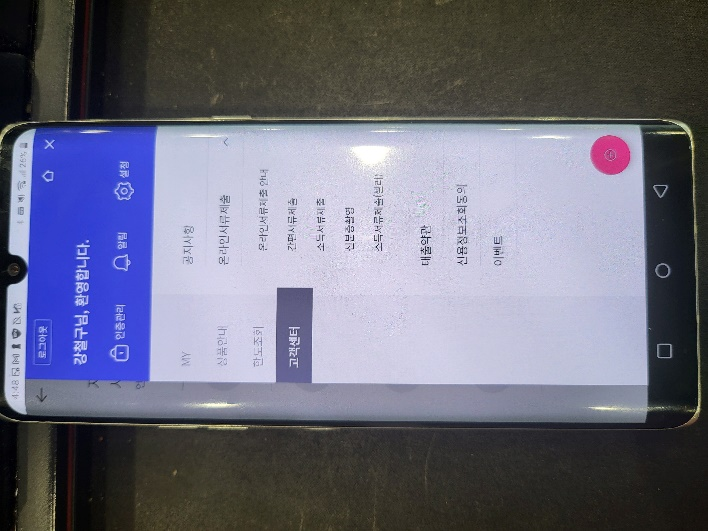 4:48
26%
로그아웃
강철구님, 환영합니다.
인증관리
알림
설정
MY
상품안내
한도조회
고객센터
공지사항
온라인서류제출
온라인서류제출 안내
간편서류제출
소득서류제출
신분증촬영
소득서류제출(원리)
대출약관
신용정보조회동의
이벤트